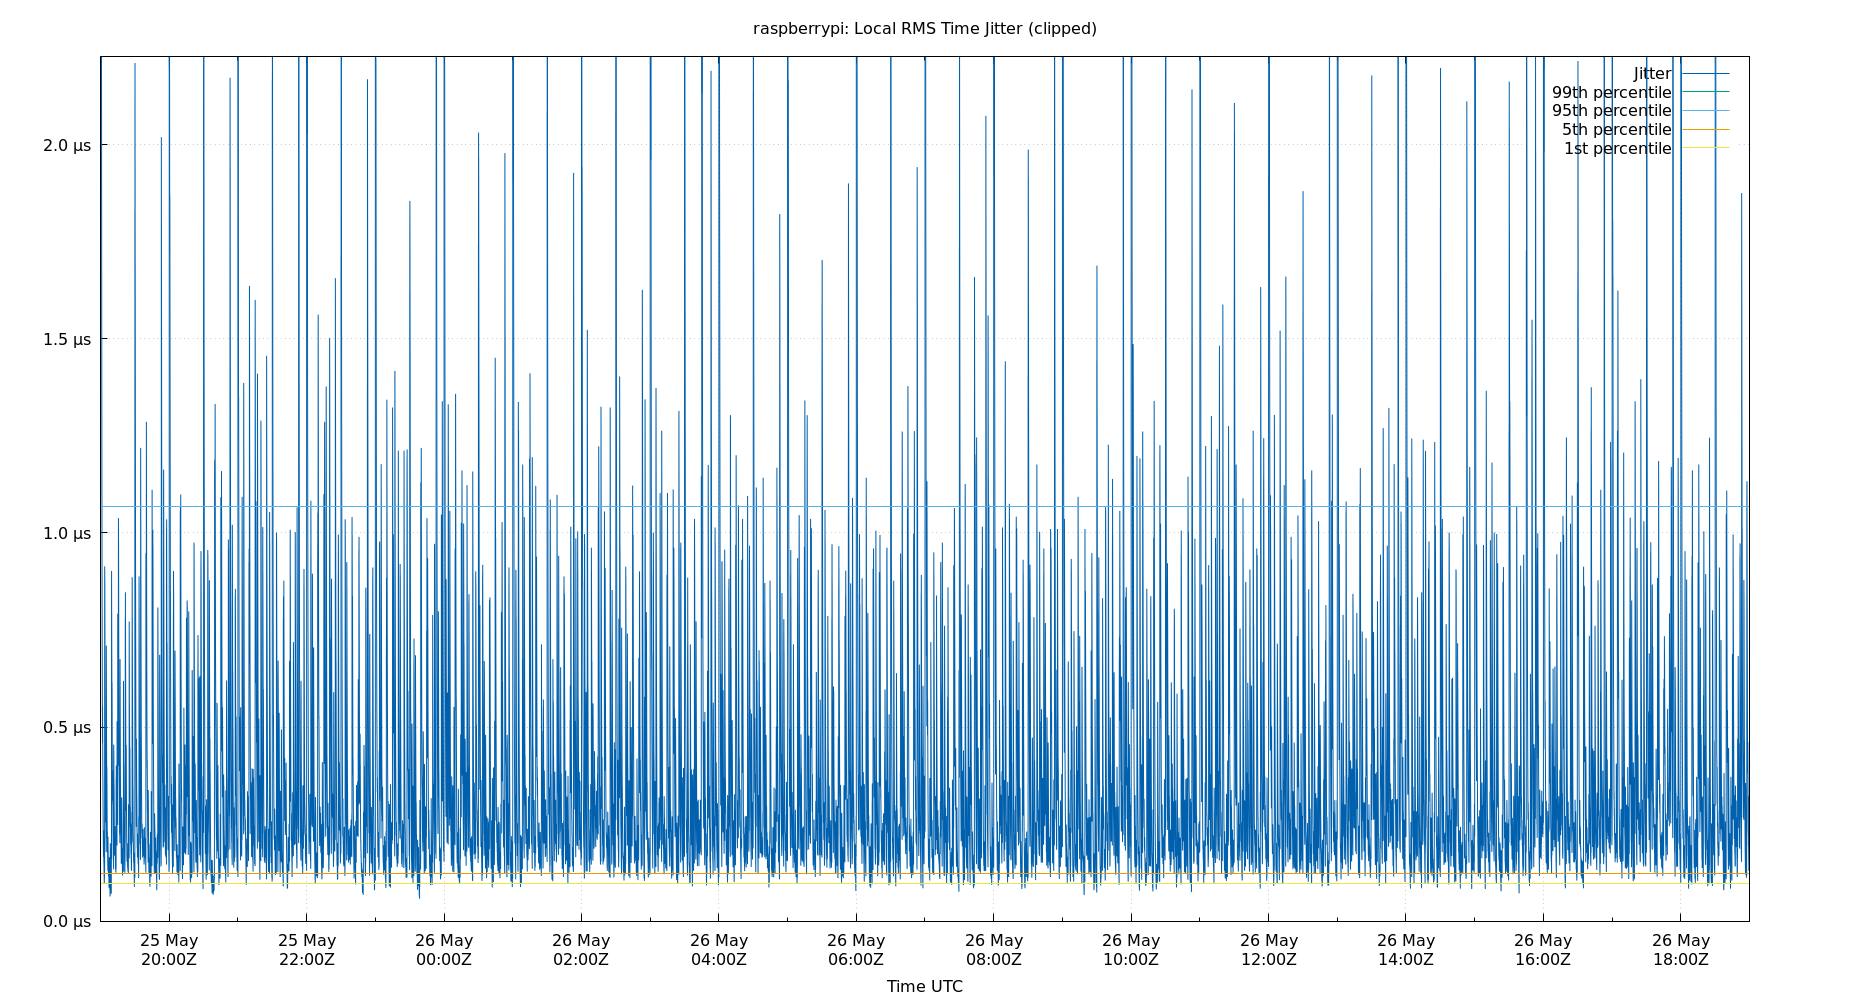 raspberrypi: Local RMS Time Jitter (clipped)
Jitter
99th percentile
95th percentile
5th percentile
1st percentile
2.0 μs
1.5 μs
1.0 μs
0.5 μs
0.0 μs
25 May 25 May 26 May 26 May 26 May 26 May 26 May 26 May 26 May 26 May 26 May 26 May
20:00Z 22:00Z 00:00Z 02:00Z 04:00Z 06:00Z 08:00Z 10:00Z 12:00Z 14:00Z 16:00Z 18:00Z
Time UTC